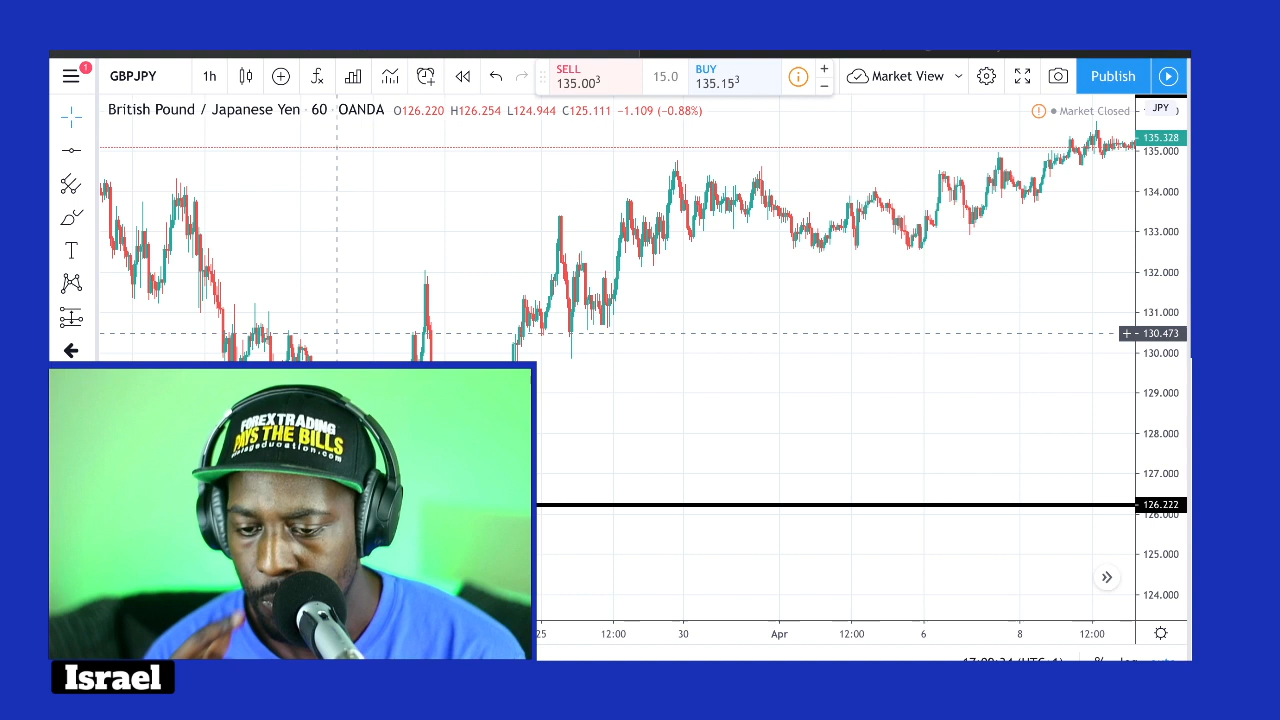 1
GBPJPY
1h
SELL
135.00³
15.0
BUY
135.15³
Market View
Publish
British Pound / Japanese Yen · 60 · OANDA O126.220 H126.254 L124.944 C125.111 −1.109 (−0.88%)
Market Closed
JPY
135.328
135.000
134.000
133.000
132.000
131.000
130.473
130.000
129.000
128.000
127.000
126.222
126.000
125.000
124.000
25 12:00 30 Apr 12:00 6 8 12:00
FOREX TRADING
PAYS THE BILLS
Israel